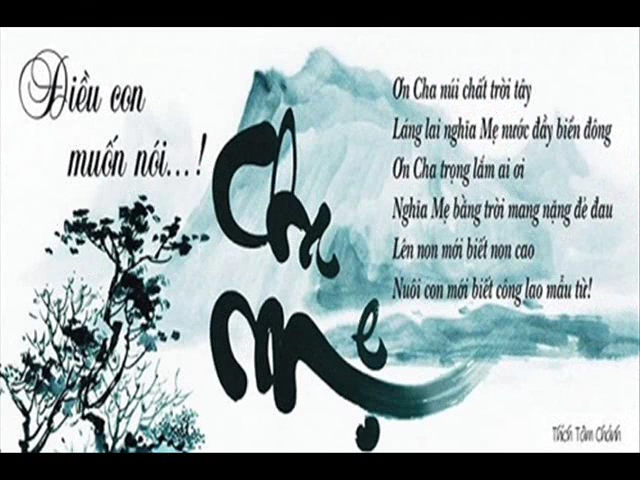 Điều con
muốn nói...!
Cha
Mẹ
Ơn Cha núi chất trời tây
Láng lai nghĩa Mẹ nước đầy biển đông
Ơn Cha trọng lắm ai ơi
Nghĩa Mẹ bằng trời mang nặng đẻ đau
Lên non mới biết non cao
Nuôi con mới biết công lao mẫu từ!
Thích Tâm Chánh